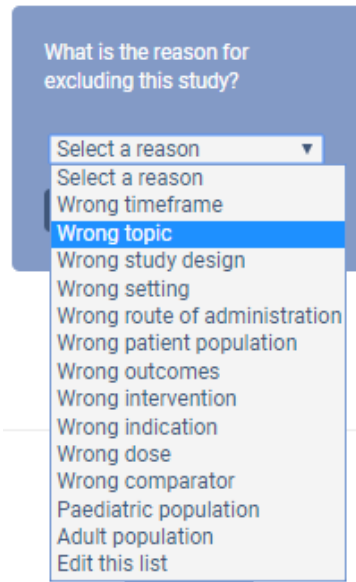 What is the reason for
excluding this study?
Select a reason
Select a reason
Wrong timeframe
Wrong topic
Wrong study design
Wrong setting
Wrong route of administration
Wrong patient population
Wrong outcomes
Wrong intervention
Wrong indication
Wrong dose
Wrong comparator
Paediatric population
Adult population
Edit this list